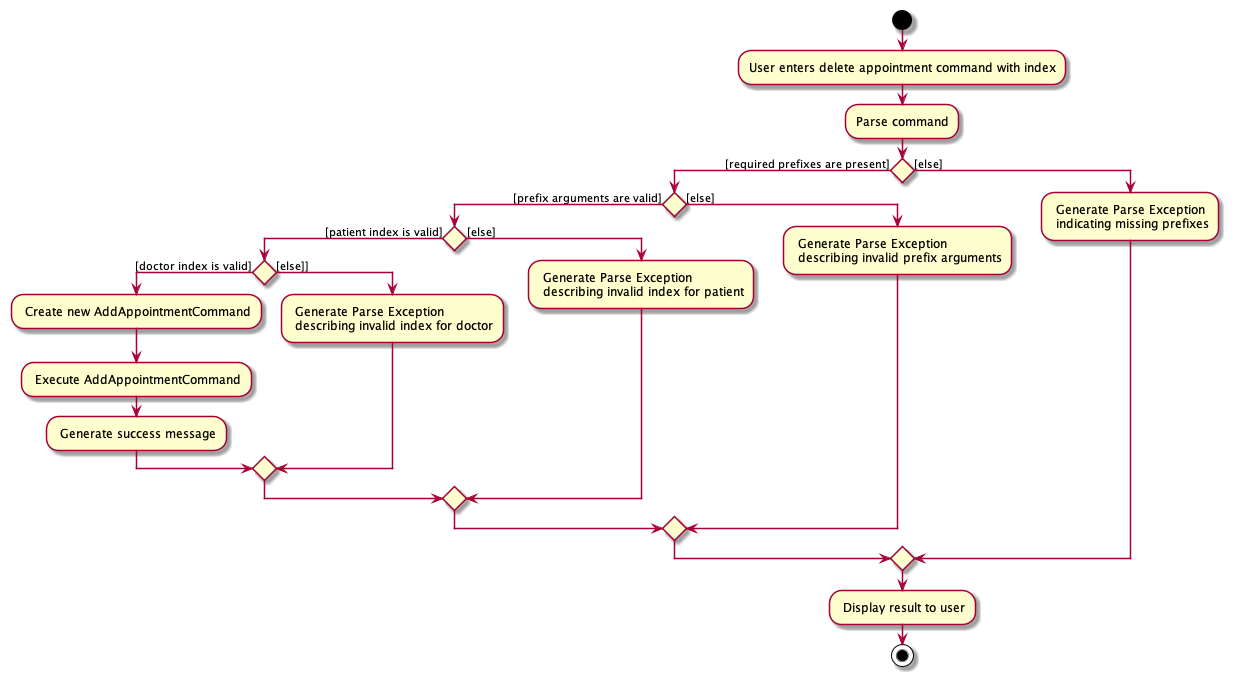 User enters delete appointment command with index
Parse command
[required prefixes are present]
[else]
[prefix arguments are valid]
[else]
Generate Parse Exception
indicating missing prefixes
[patient index is valid]
[else]
Generate Parse Exception
describing invalid prefix arguments
[doctor index is valid]
[else]]
Generate Parse Exception
describing invalid index for patient
Create new AddAppointmentCommand
Generate Parse Exception
describing invalid index for doctor
Execute AddAppointmentCommand
Generate success message
Display result to user